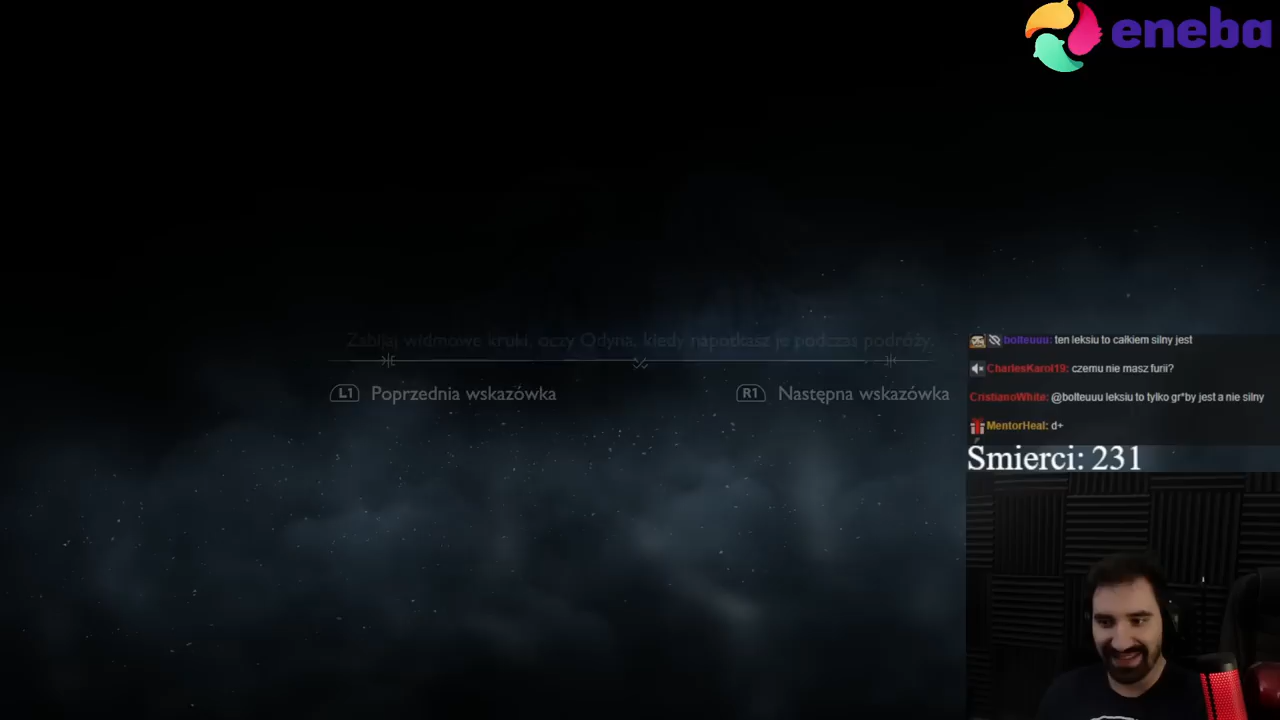 eneba
Zabijaj widmowe kruki, oczy Odyna, kiedy napotkasz je podczas podróży.
L1 Poprzednia wskazówka
R1 Następna wskazówka
bolteuuu: ten leksiu to całkiem silny jest
CharlesKarol19: czemu nie masz furii?
CristianoWhite: @bolteuuu leksiu to tylko gr*by jest a nie silny
MentorHeal: d+
Smierci: 231